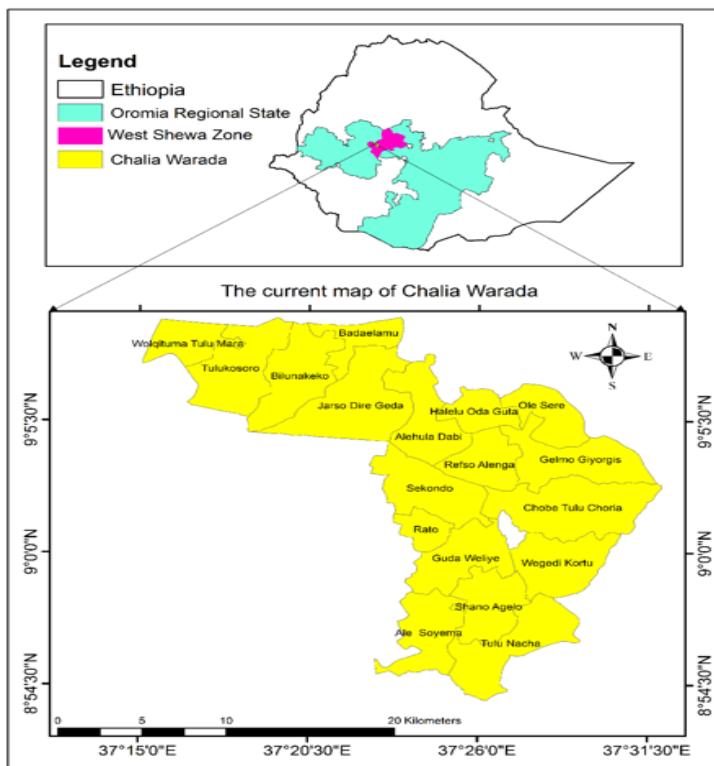 Legend
Ethiopia
Oromia Regional State
West Shewa Zone
Chalia Warada
The current map of Chalia Warada
N
W E
S
Badaelamu
Wolqituma Tulu Mara
Tulukosoro
Bilunakeko
Jarso Dire Geda
Halelu Oda Guta
Ole Sere
Alehula Dabi
Refso Alenga
Gelmo Giyorgis
Sekondo
Chobe Tulu Choria
Rato
Guda Weliye
Wegedi Kortu
Shano Agelo
Ale Soyema
Tulu Nacha
9°5'30"N
9°5'30"N
9°0'0"N
9°0'0"N
8°54'30"N
8°54'30"N
0 5 10 20 Kilometers
37°15'0"E 37°20'30"E 37°26'0"E 37°31'30"E